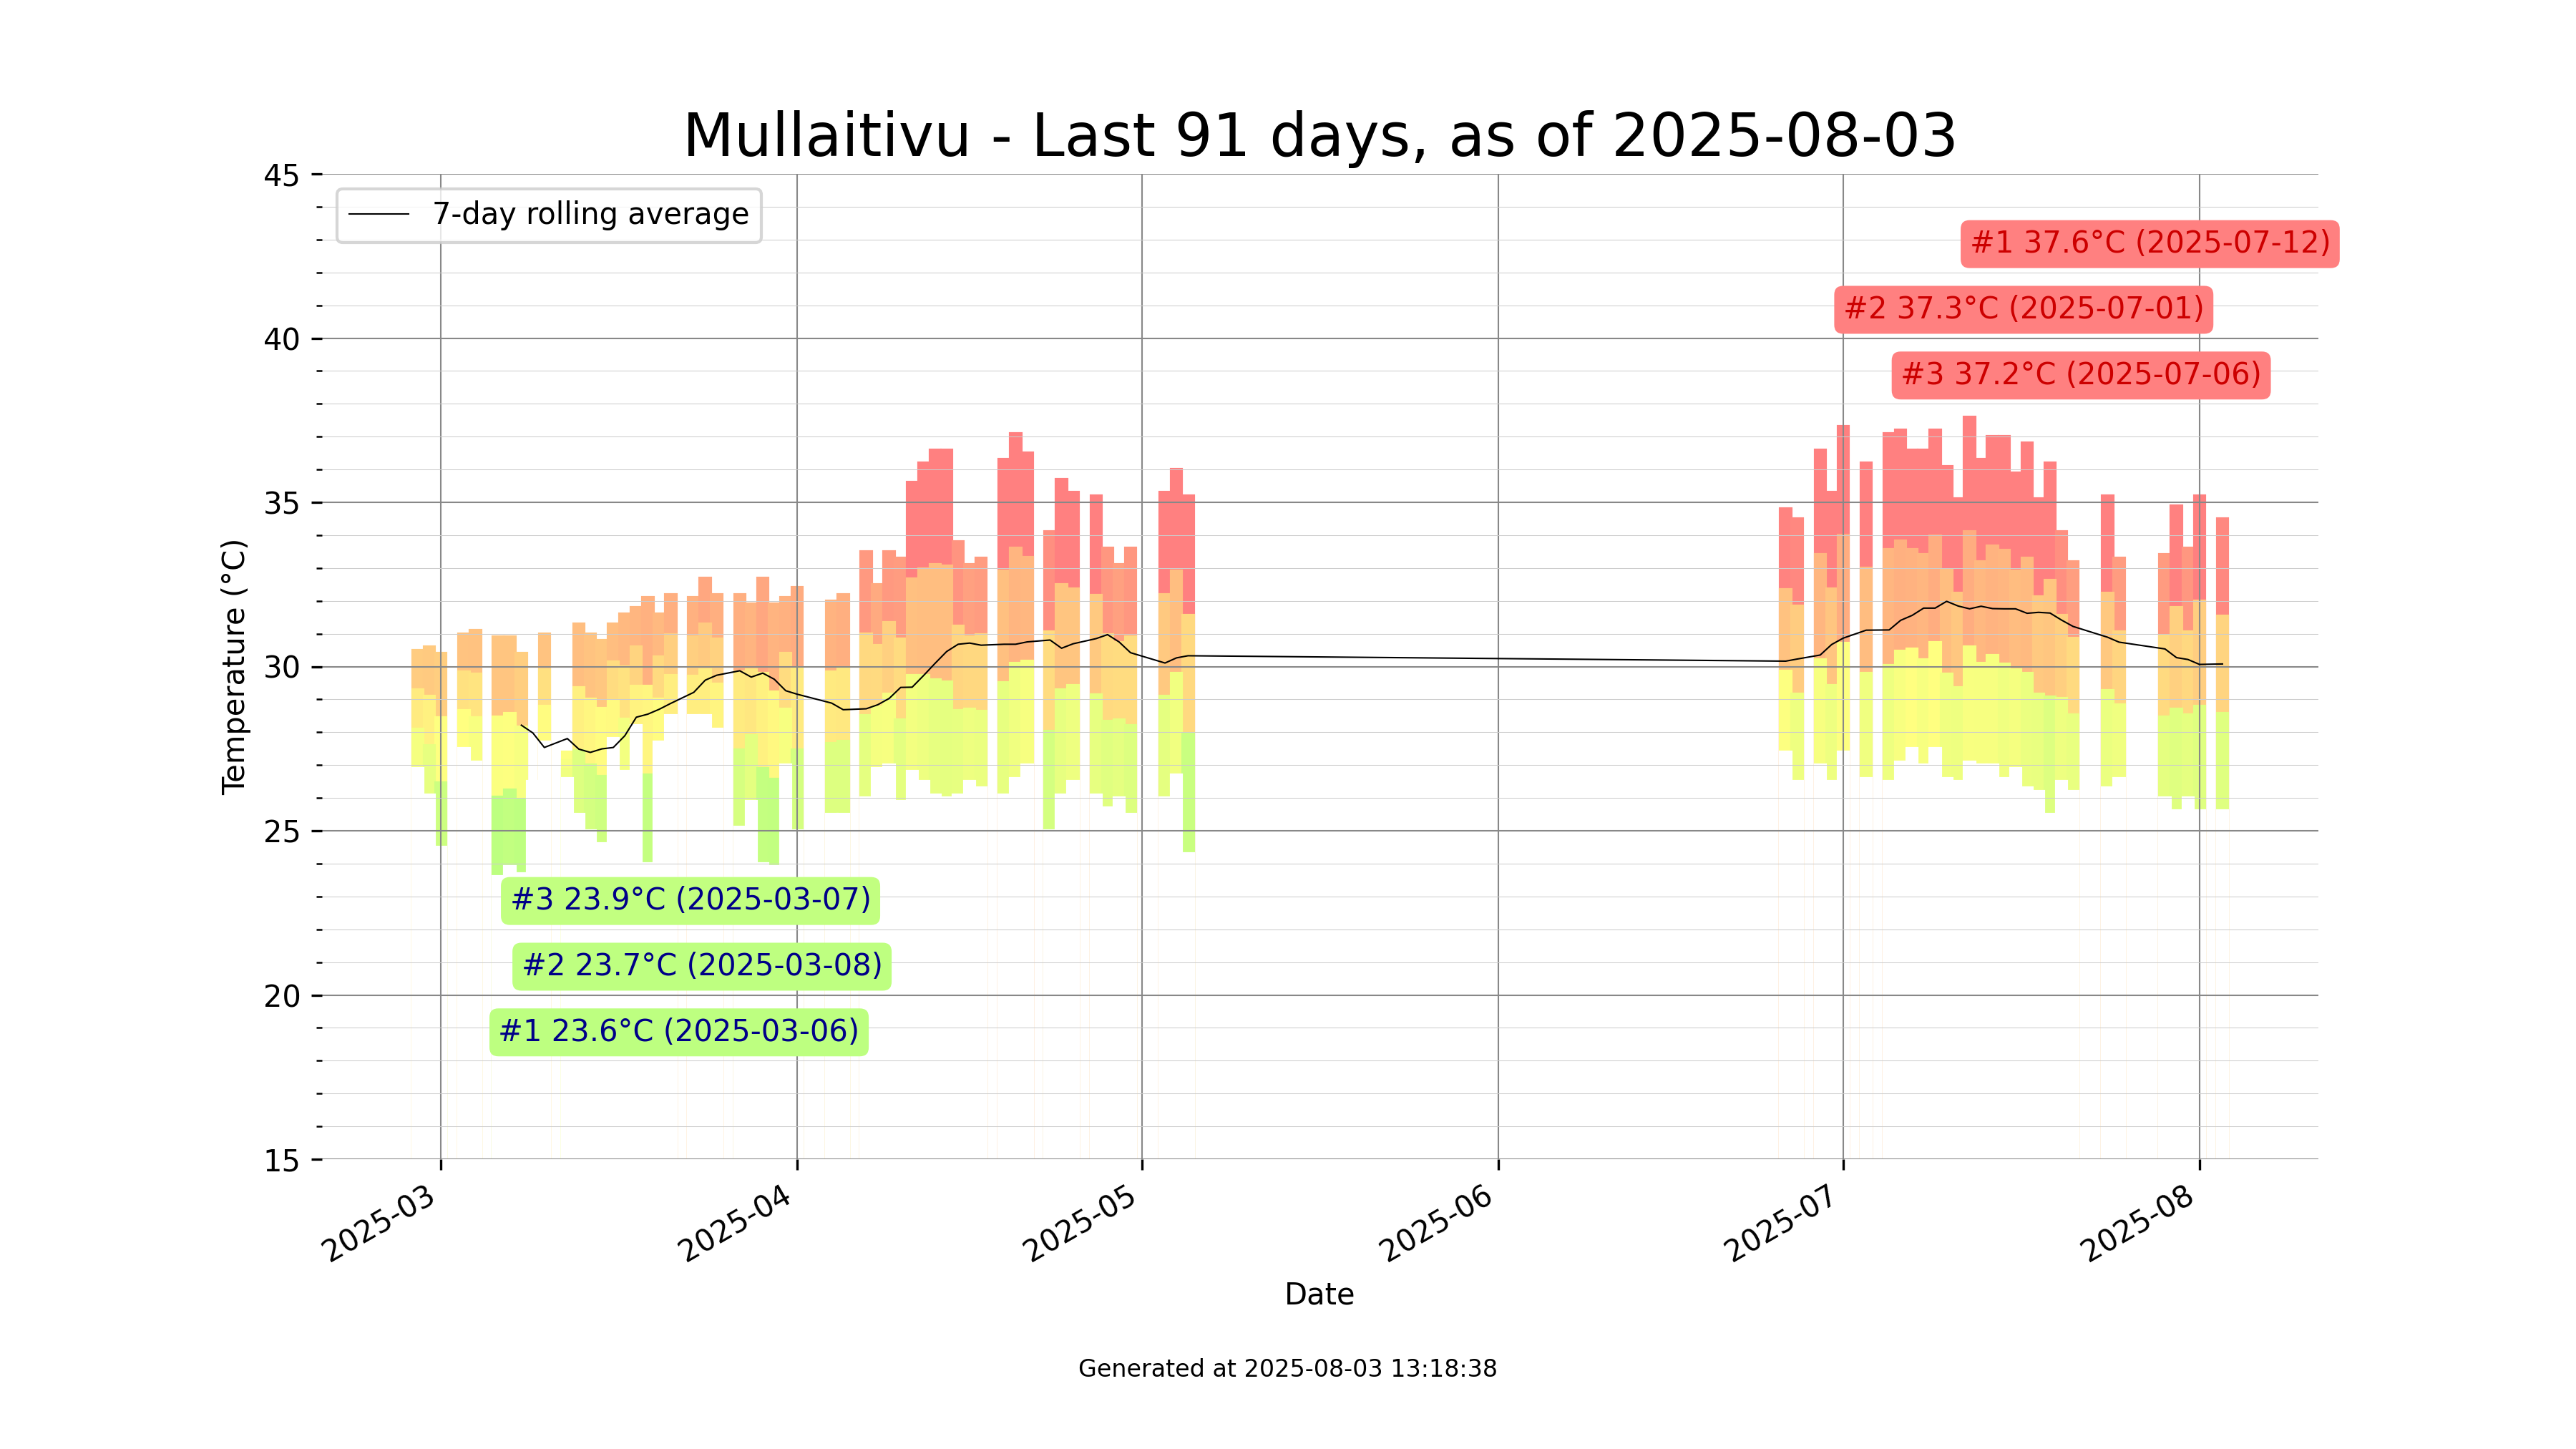 Mullaitivu - Last 91 days, as of 2025-08-03
45
7-day rolling average
#1 37.6°C (2025-07-12)
#2 37.3°C (2025-07-01)
40
#3 37.2°C (2025-07-06)
35
Temperature (°C)
30
25
#3 23.9°C (2025-03-07)
#2 23.7°C (2025-03-08)
20
#1 23.6°C (2025-03-06)
15
2025-03
2025-04
2025-05
2025-06
2025-07
2025-08
Date
Generated at 2025-08-03 13:18:38